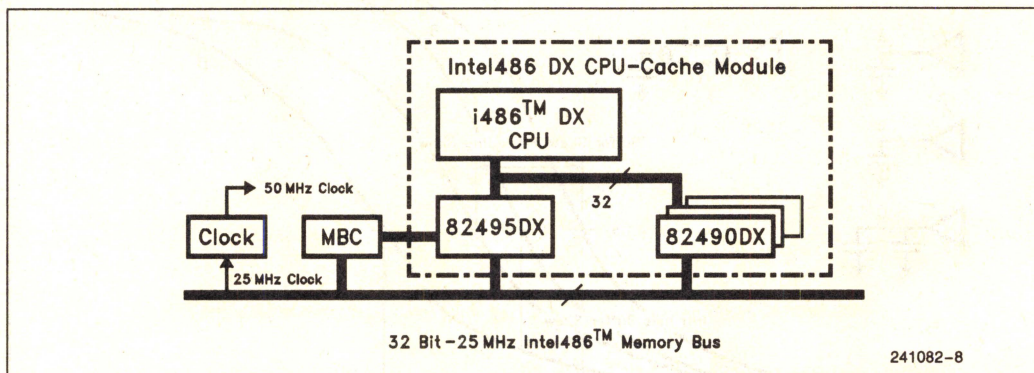 Intel486 DX CPU-Cache Module
i486™ DX
CPU
50 MHz Clock
32
Clock
MBC
82495DX
82490DX
25 MHz Clock
32 Bit-25 MHz Intel486™ Memory Bus
241082-8